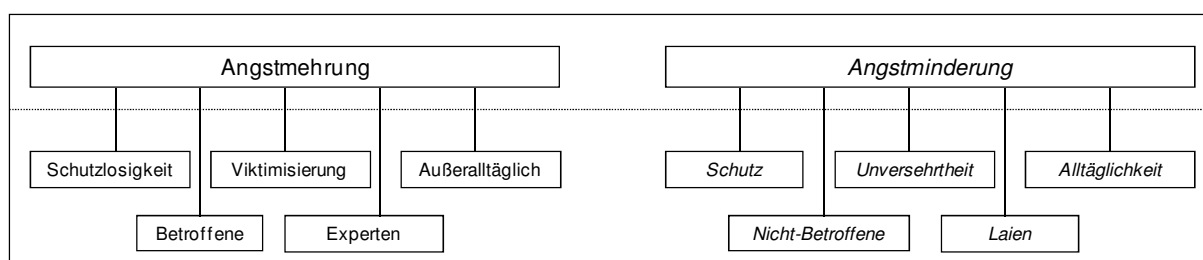 Angstmehrung
Angstminderung
Schutzlosigkeit
Viktimisierung
Außeralltäglich
Schutz
Unversehrtheit
Alltäglichkeit
Betroffene
Experten
Nicht-Betroffene
Laien